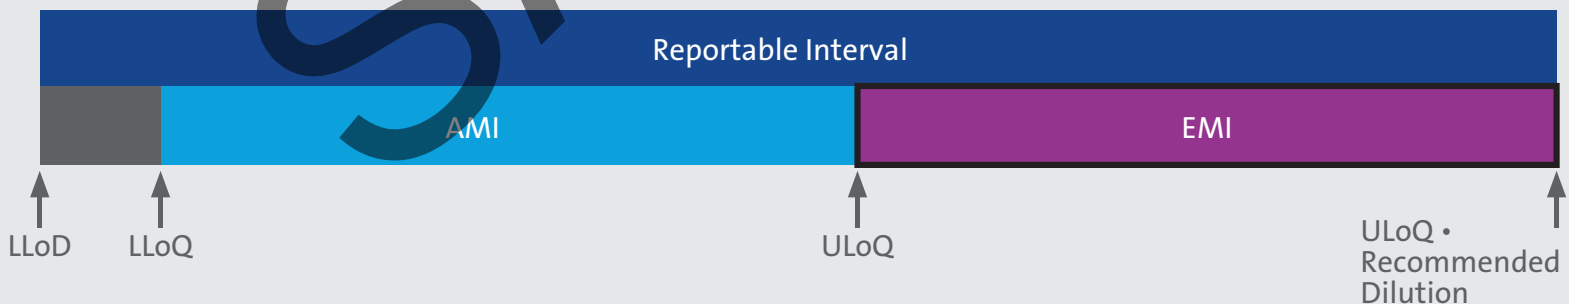 Reportable Interval
AMI
EMI
LLoD
LLoQ
ULoQ
ULoQ •
Recommended
Dilution